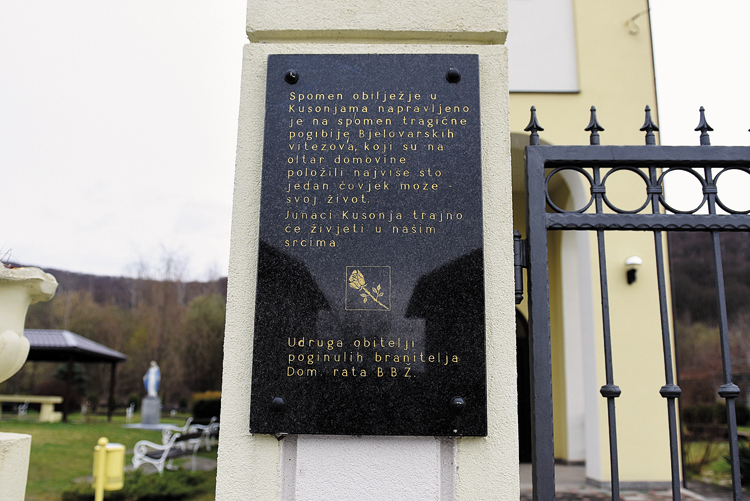 Spomen obilježje u
Kusonjama napravljeno
je na spomen tragične
pogibije Bjelovarskih
vitezova, koji su na
oltar domovine
položili najviše što
jedan čovjek može -
svoj život.
Junaci Kusonja trajno
će živjeti u našim
srcima.
Udruga obitelji
poginulih branitelja
Dom. rata BBŽ.